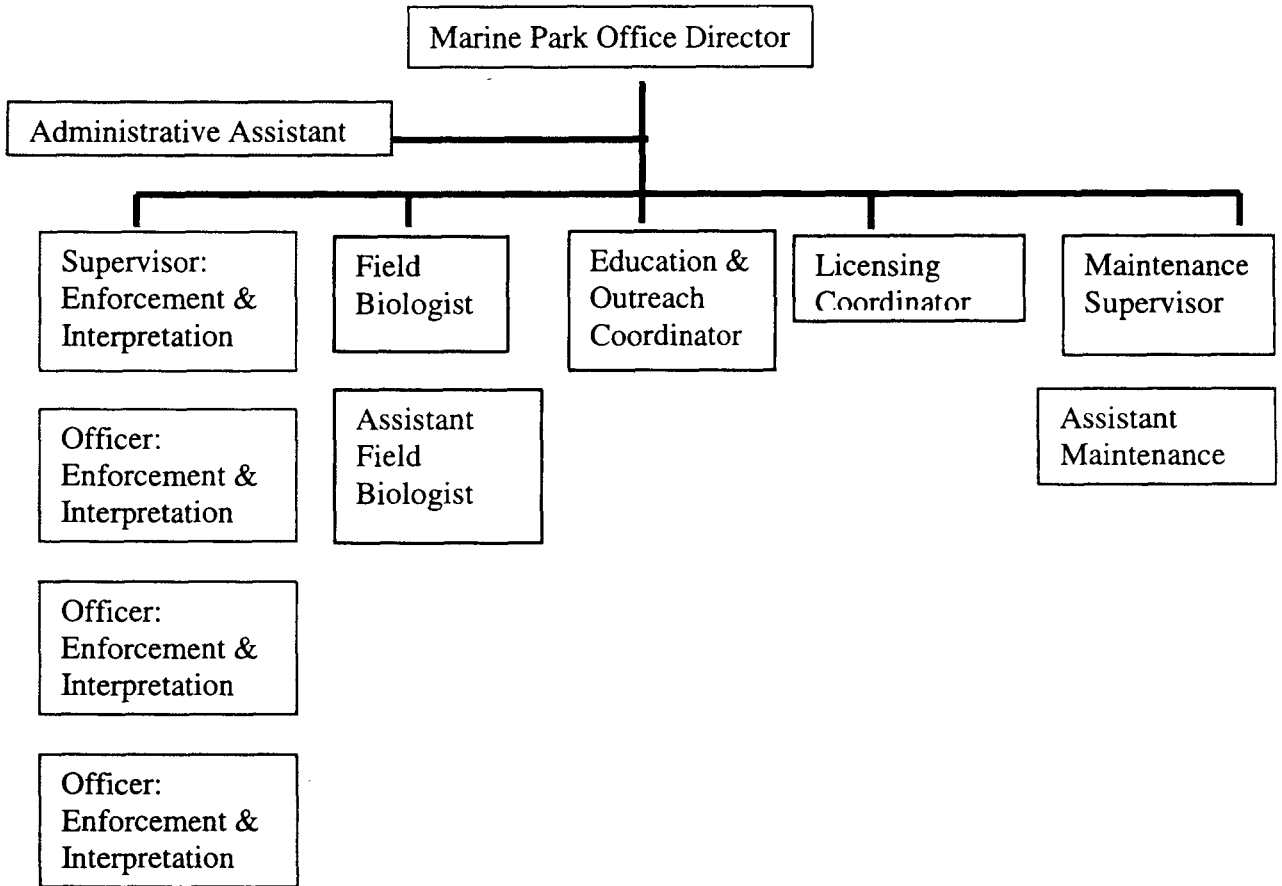 Marine Park Office Director
Administrative Assistant
Supervisor:
Enforcement &
Interpretation
Field
Biologist
Education &
Outreach
Coordinator
Licensing
Coordinator
Maintenance
Supervisor
Officer:
Enforcement &
Interpretation
Assistant
Field
Biologist
Assistant
Maintenance
Officer:
Enforcement &
Interpretation
Officer:
Enforcement &
Interpretation